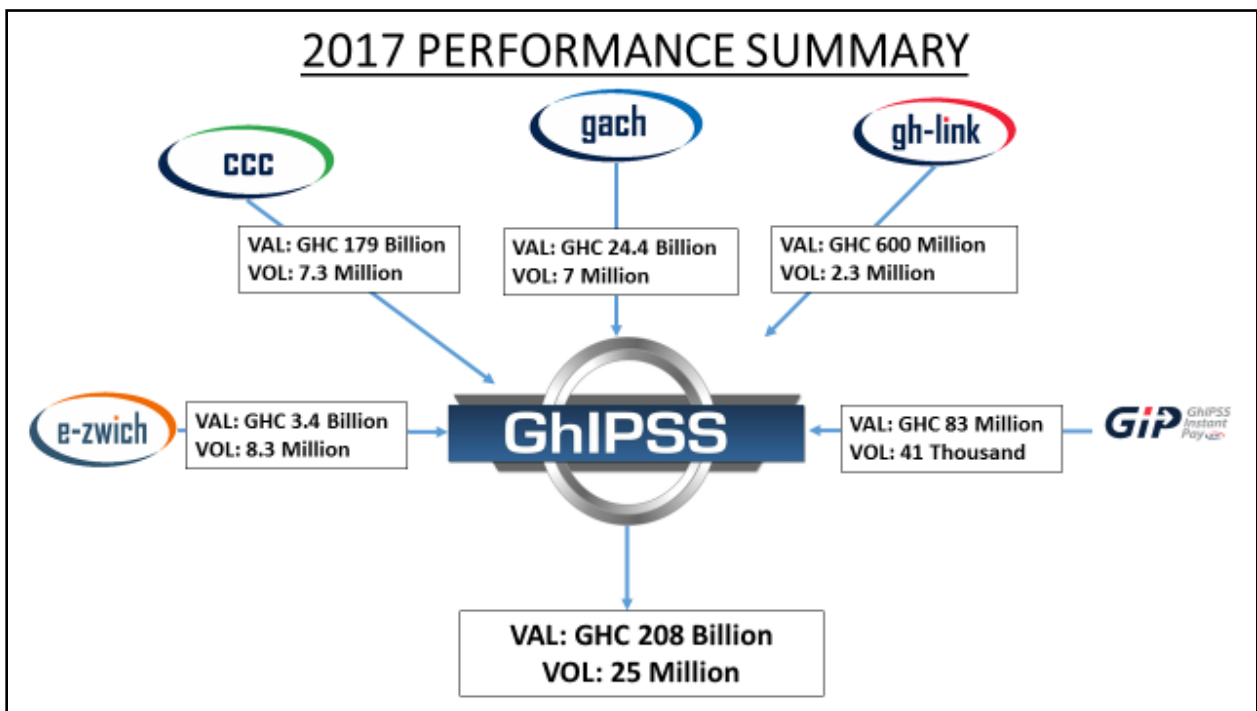 2017 PERFORMANCE SUMMARY
ccc
gach
gh-link
VAL: GHC 179 Billion
VOL: 7.3 Million
VAL: GHC 24.4 Billion
VOL: 7 Million
VAL: GHC 600 Million
VOL: 2.3 Million
e-zwich
VAL: GHC 3.4 Billion
VOL: 8.3 Million
GhIPSS
VAL: GHC 83 Million
VOL: 41 Thousand
GiP
GhIPSS
Instant
Pay
VAL: GHC 208 Billion
VOL: 25 Million